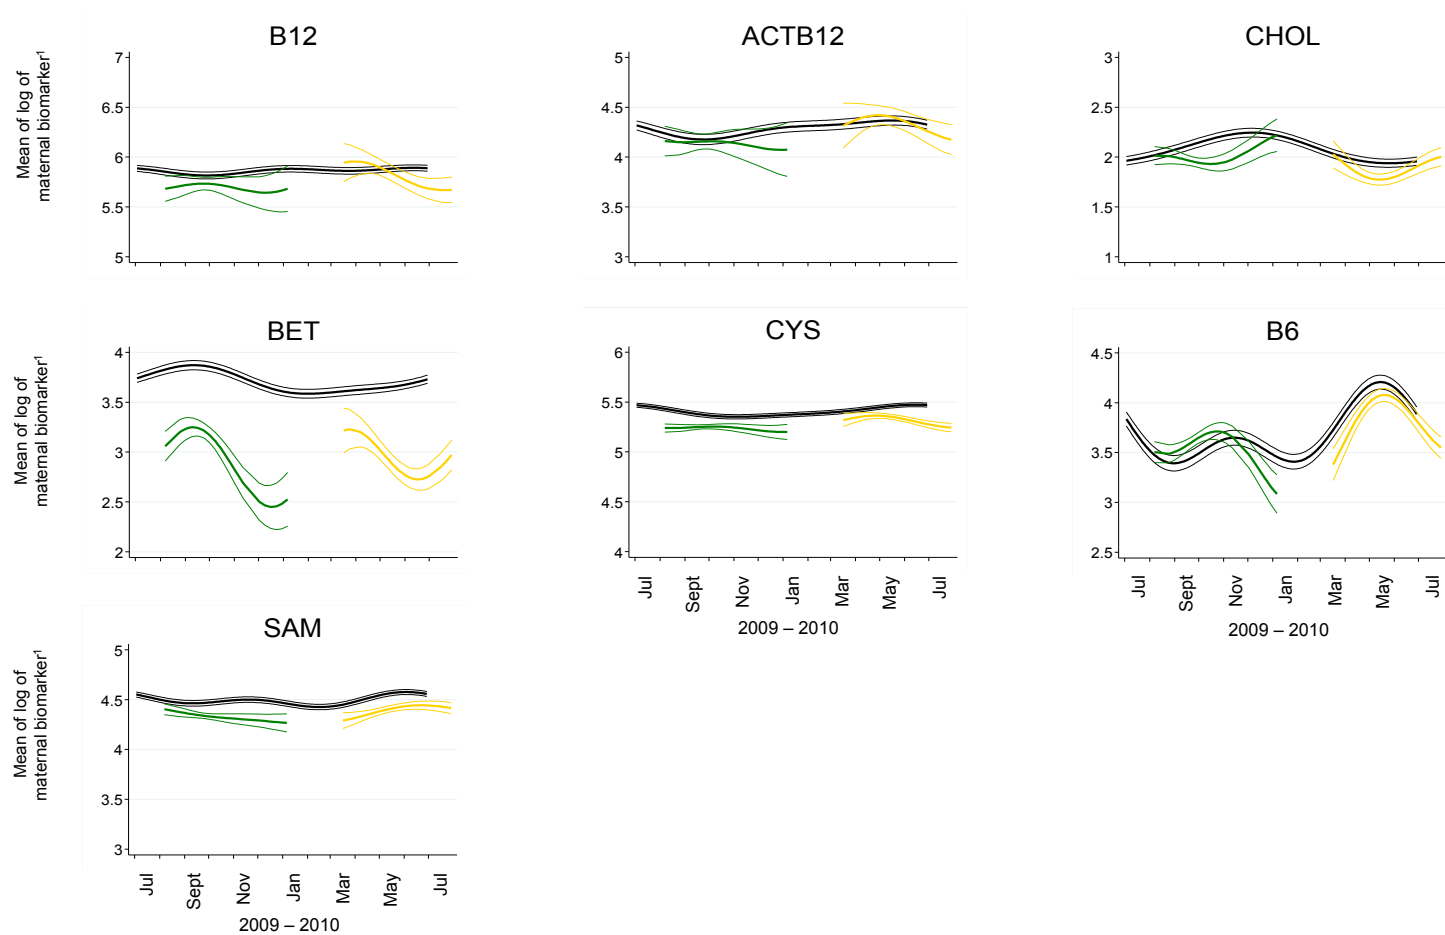 B12
ACTB12
CHOL
Mean of log of
maternal biomarker¹
7
6.5
6
5.5
5
5
4.5
4
3.5
3
3
2.5
2
1.5
1
BET
CYS
B6
Mean of log of
maternal biomarker¹
4
3.5
3
2.5
2
6
5.5
5
4.5
4
4.5
4
3.5
3
2.5
Jul Sept Nov Jan Mar May Jul
2009 – 2010
Jul Sept Nov Jan Mar May Jul
2009 – 2010
SAM
Mean of log of
maternal biomarker¹
5
4.5
4
3.5
3
Jul Sept Nov Jan Mar May Jul
2009 – 2010